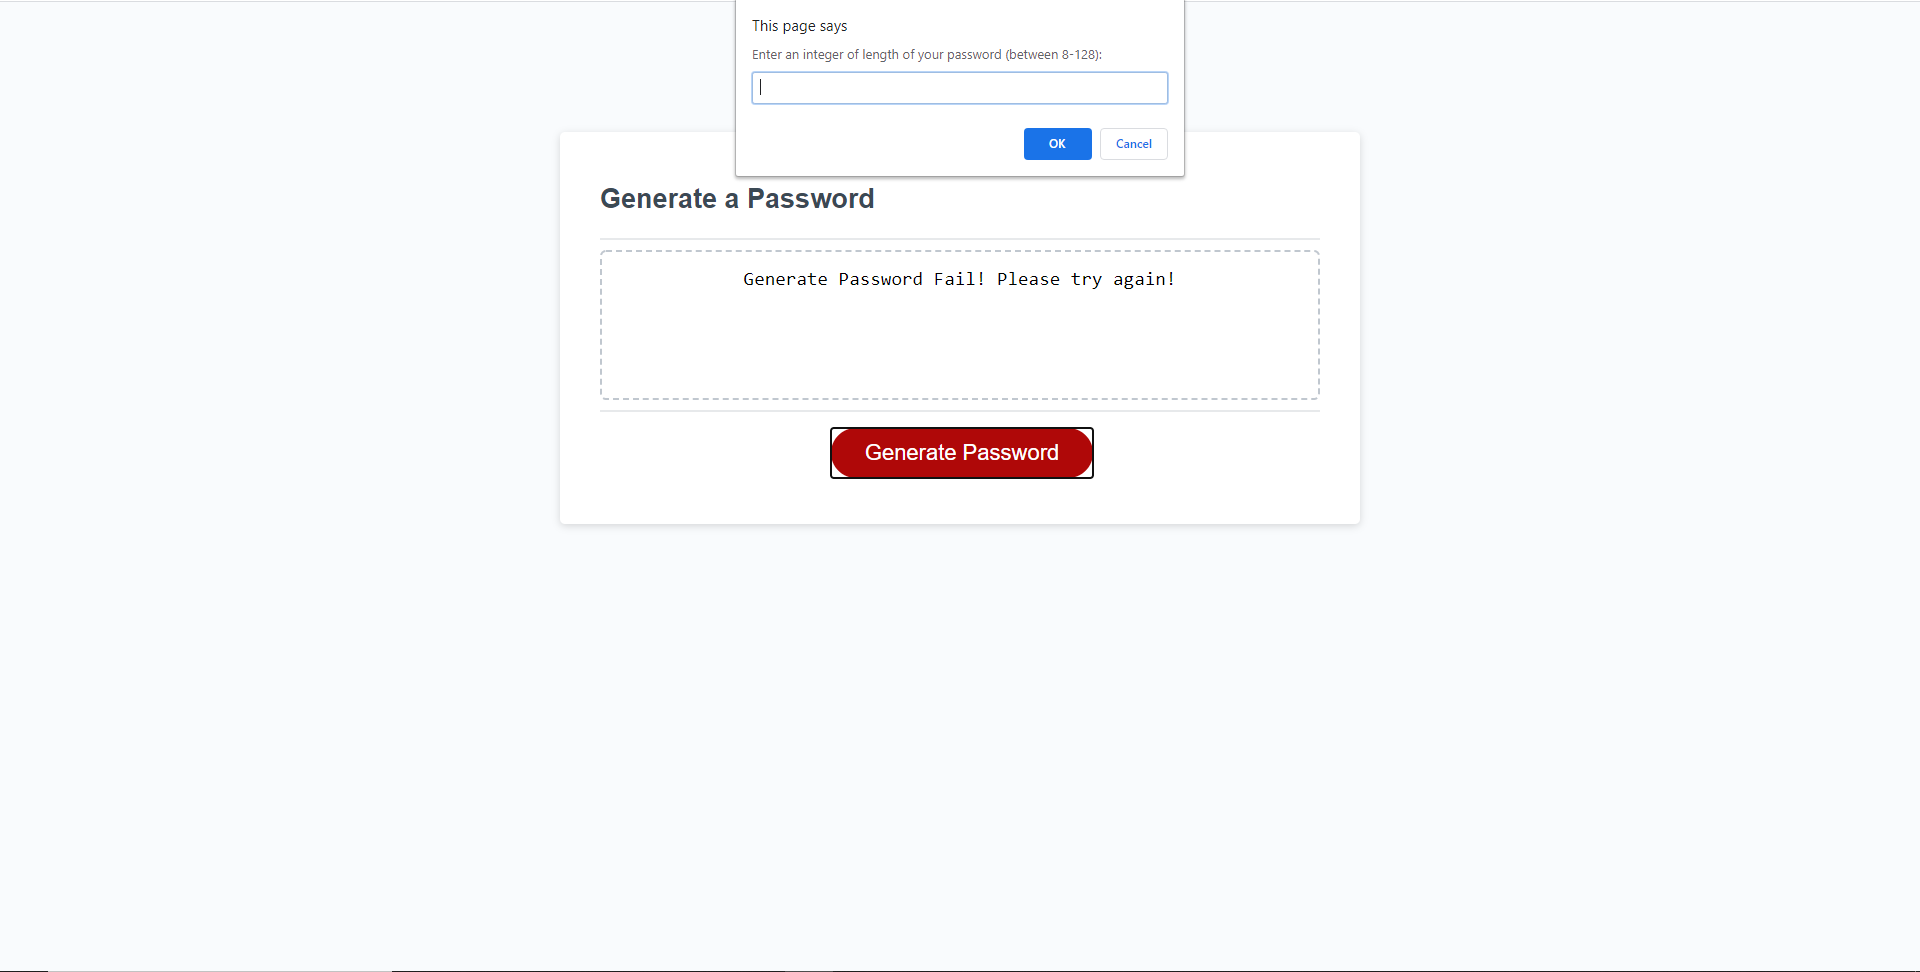 This page says
Enter an integer of length of your password (between 8-128):
OK
Cancel
Generate a Password
Generate Password Fail! Please try again!
Generate Password